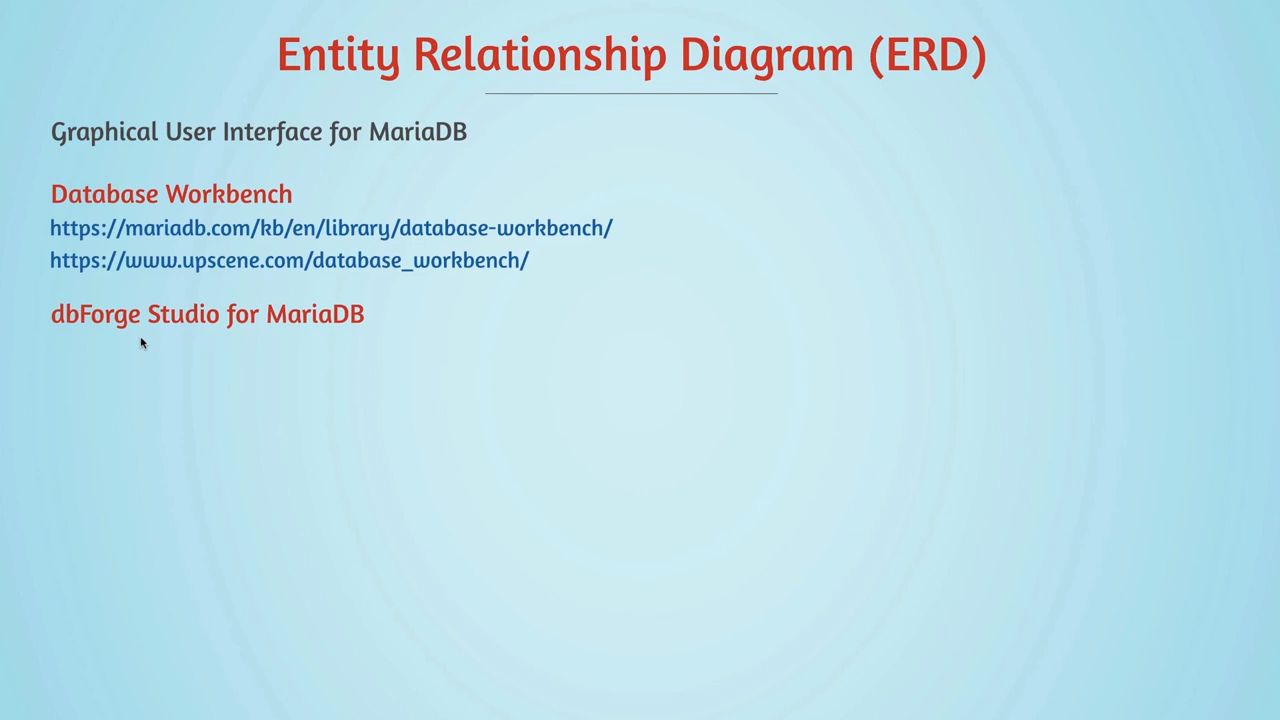 Entity Relationship Diagram (ERD)
Graphical User Interface for MariaDB
Database Workbench
https://mariadb.com/kb/en/library/database-workbench/
https://www.upscene.com/database_workbench/
dbForge Studio for MariaDB